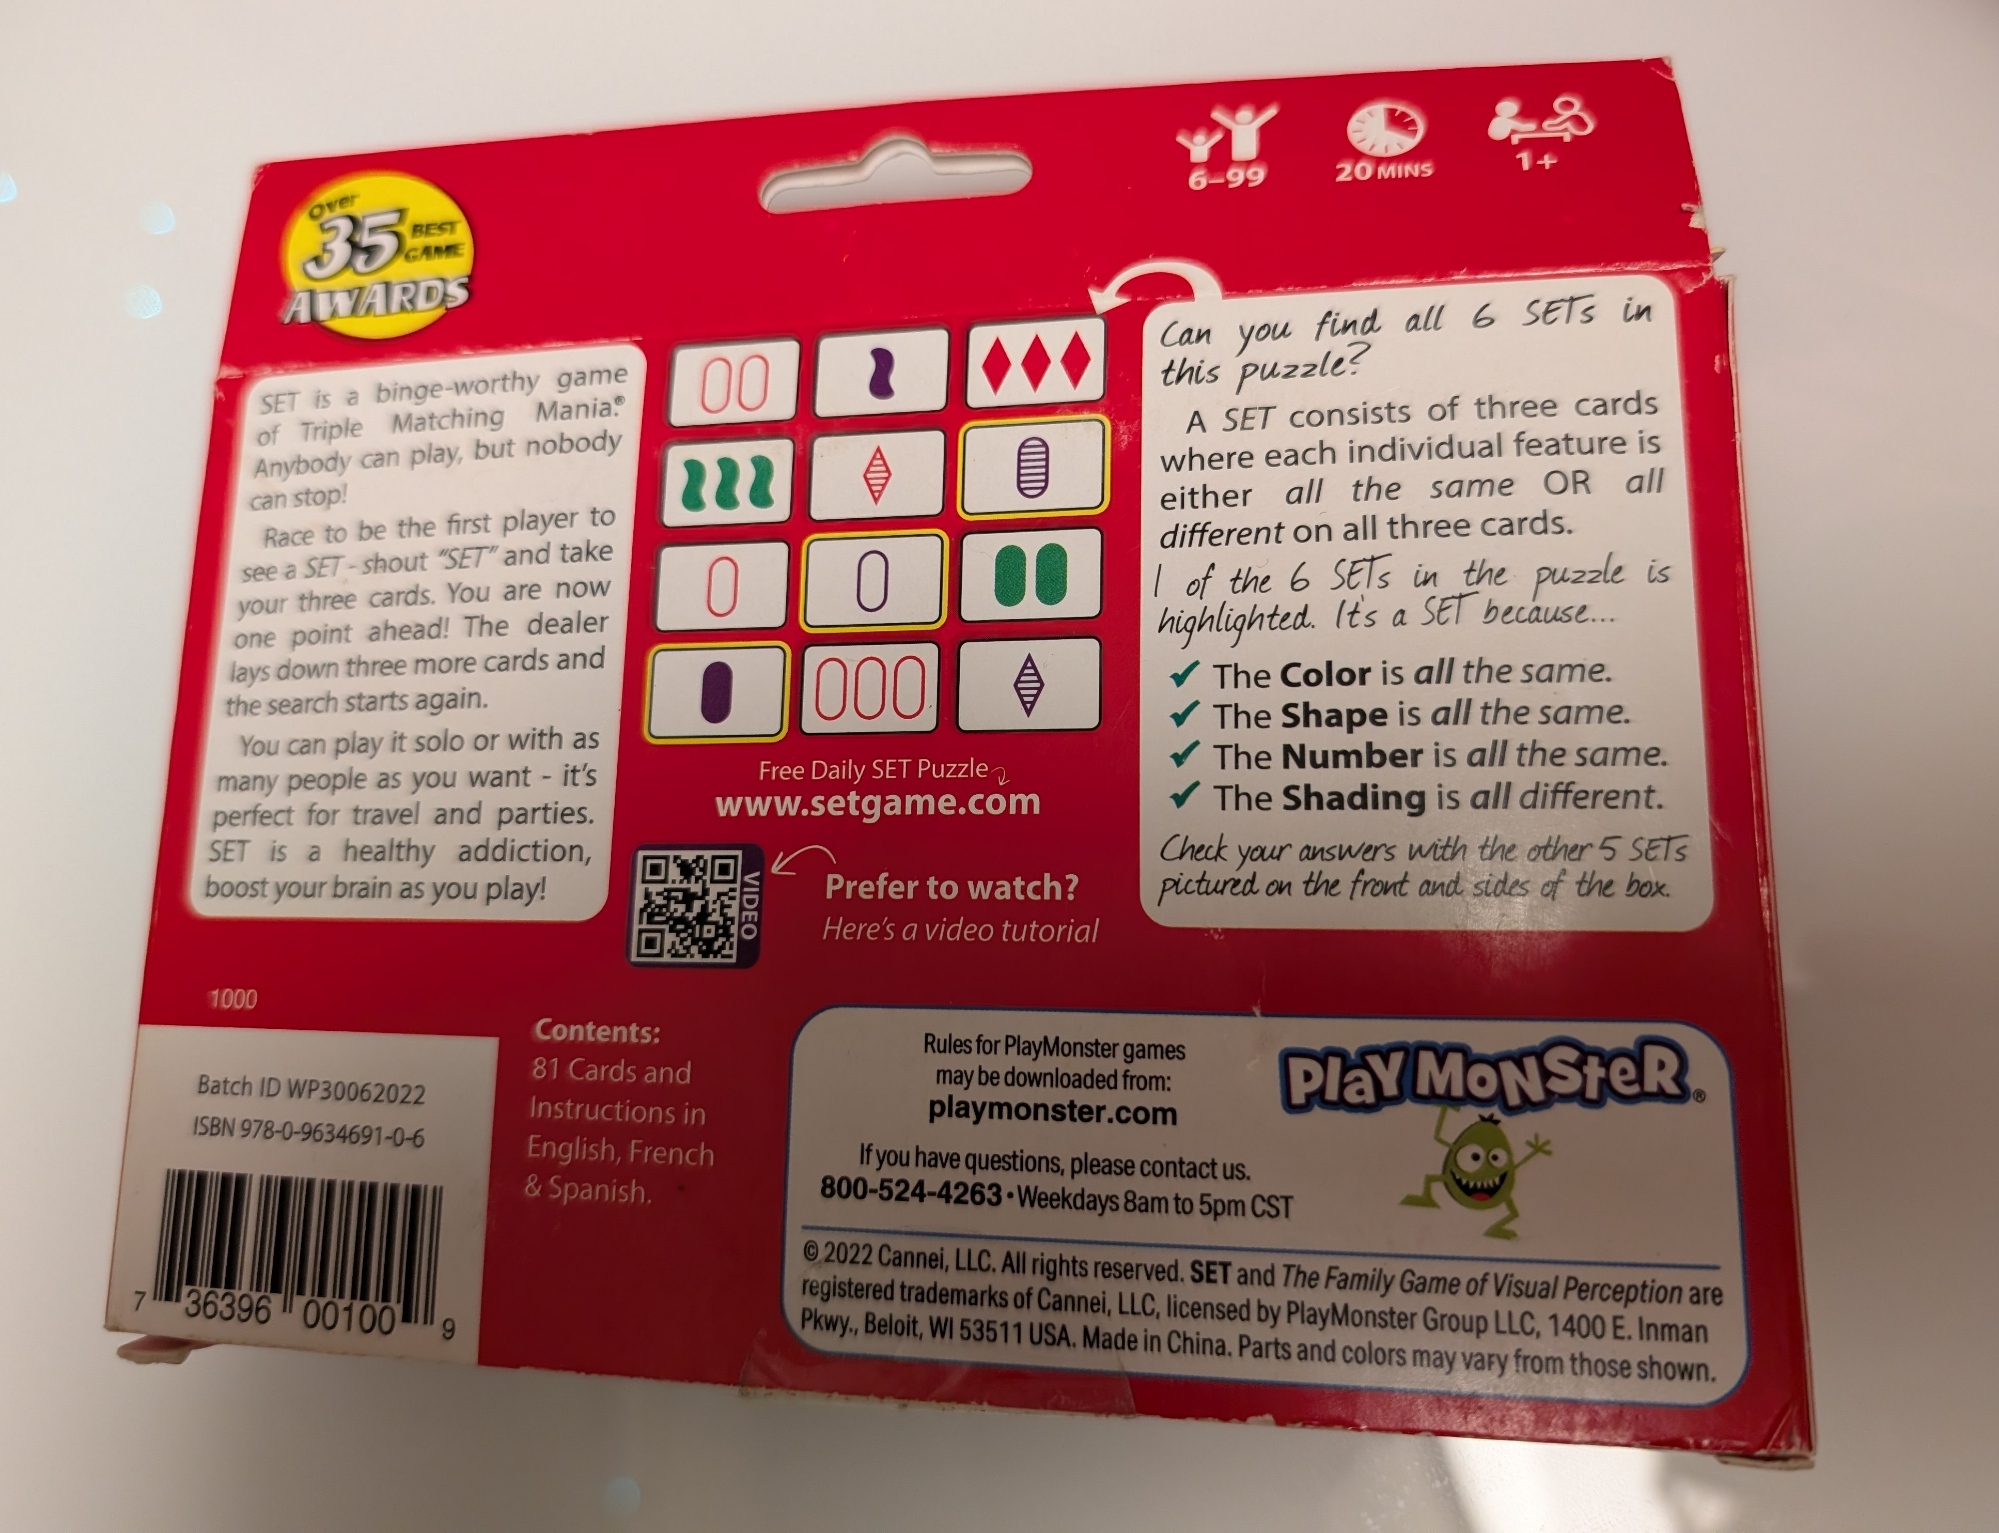 Over
35 BEST
GAME
AWARDS
6–99
20 MINS
1+
SET is a binge-worthy game
of Triple Matching Mania.®
Anybody can play, but nobody
can stop!
Race to be the first player to
see a SET - shout “SET” and take
your three cards. You are now
one point ahead! The dealer
lays down three more cards and
the search starts again.
You can play it solo or with as
many people as you want - it’s
perfect for travel and parties.
SET is a healthy addiction,
boost your brain as you play!
Free Daily SET Puzzle
www.setgame.com
VIDEO
Prefer to watch?
Here’s a video tutorial
Can you find all 6 SETs in
this puzzle?
A SET consists of three cards
where each individual feature is
either all the same OR all
different on all three cards.
1 of the 6 SETs in the puzzle is
highlighted. It's a SET because...
✓ The Color is all the same.
✓ The Shape is all the same.
✓ The Number is all the same.
✓ The Shading is all different.
Check your answers with the other 5 SETs
pictured on the front and sides of the box.
1000
Batch ID WP30062022
ISBN 978-0-9634691-0-6
7 36396 00100 9
Contents:
81 Cards and
Instructions in
English, French
& Spanish.
Rules for PlayMonster games
may be downloaded from:
playmonster.com
If you have questions, please contact us.
800-524-4263 • Weekdays 8am to 5pm CST
PlaY MoNSteR®
© 2022 Cannei, LLC. All rights reserved. SET and The Family Game of Visual Perception are
registered trademarks of Cannei, LLC, licensed by PlayMonster Group LLC, 1400 E. Inman
Pkwy., Beloit, WI 53511 USA. Made in China. Parts and colors may vary from those shown.